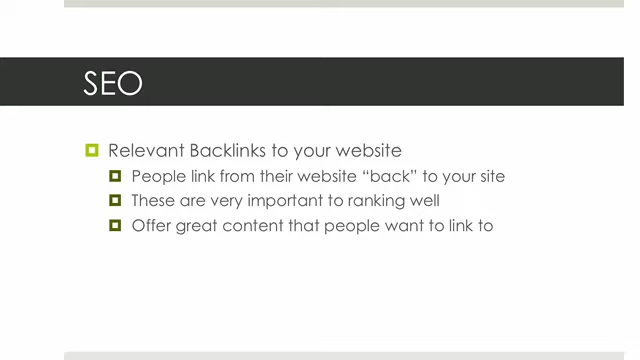 SEO
Relevant Backlinks to your website
People link from their website “back” to your site
These are very important to ranking well
Offer great content that people want to link to